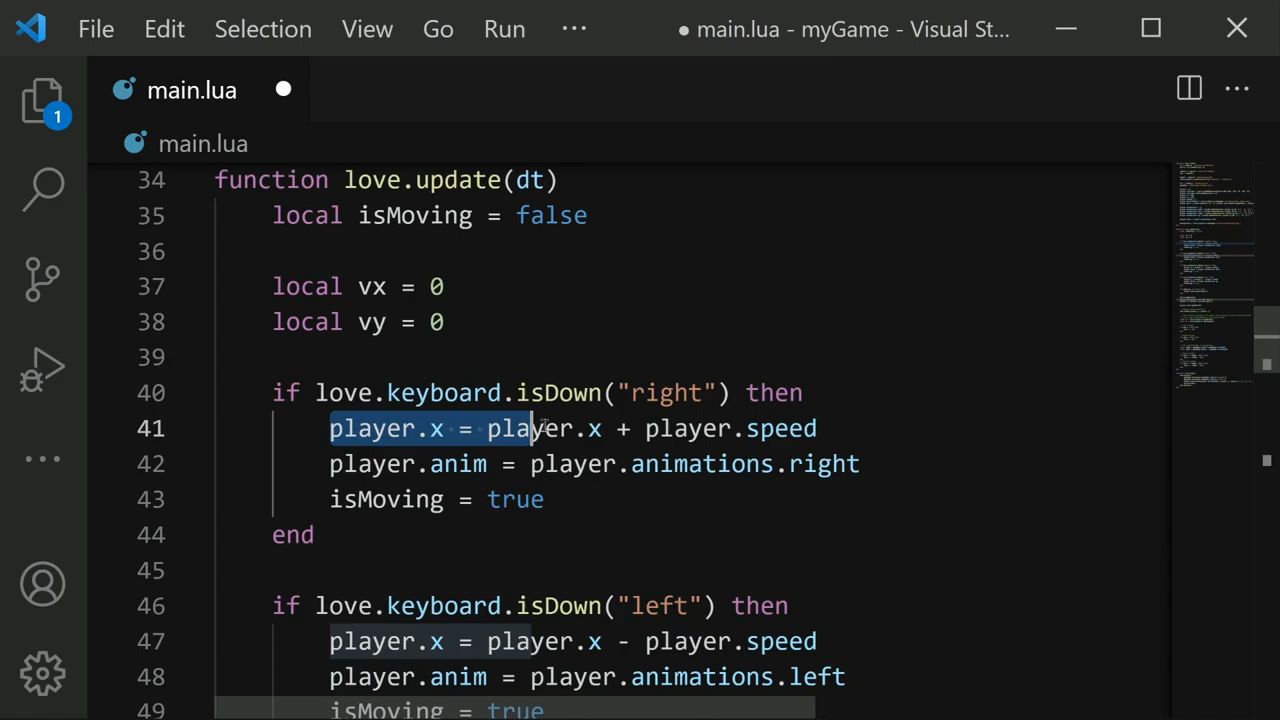 File Edit Selection View Go Run ··· ● main.lua - myGame - Visual St...
main.lua
main.lua
1
34 function love.update(dt)
35 local isMoving = false
36
37 local vx = 0
38 local vy = 0
39
40 if love.keyboard.isDown("right") then
41 player.x = player.x + player.speed
42 player.anim = player.animations.right
43 isMoving = true
44 end
45
46 if love.keyboard.isDown("left") then
47 player.x = player.x - player.speed
48 player.anim = player.animations.left
49 isMoving = true